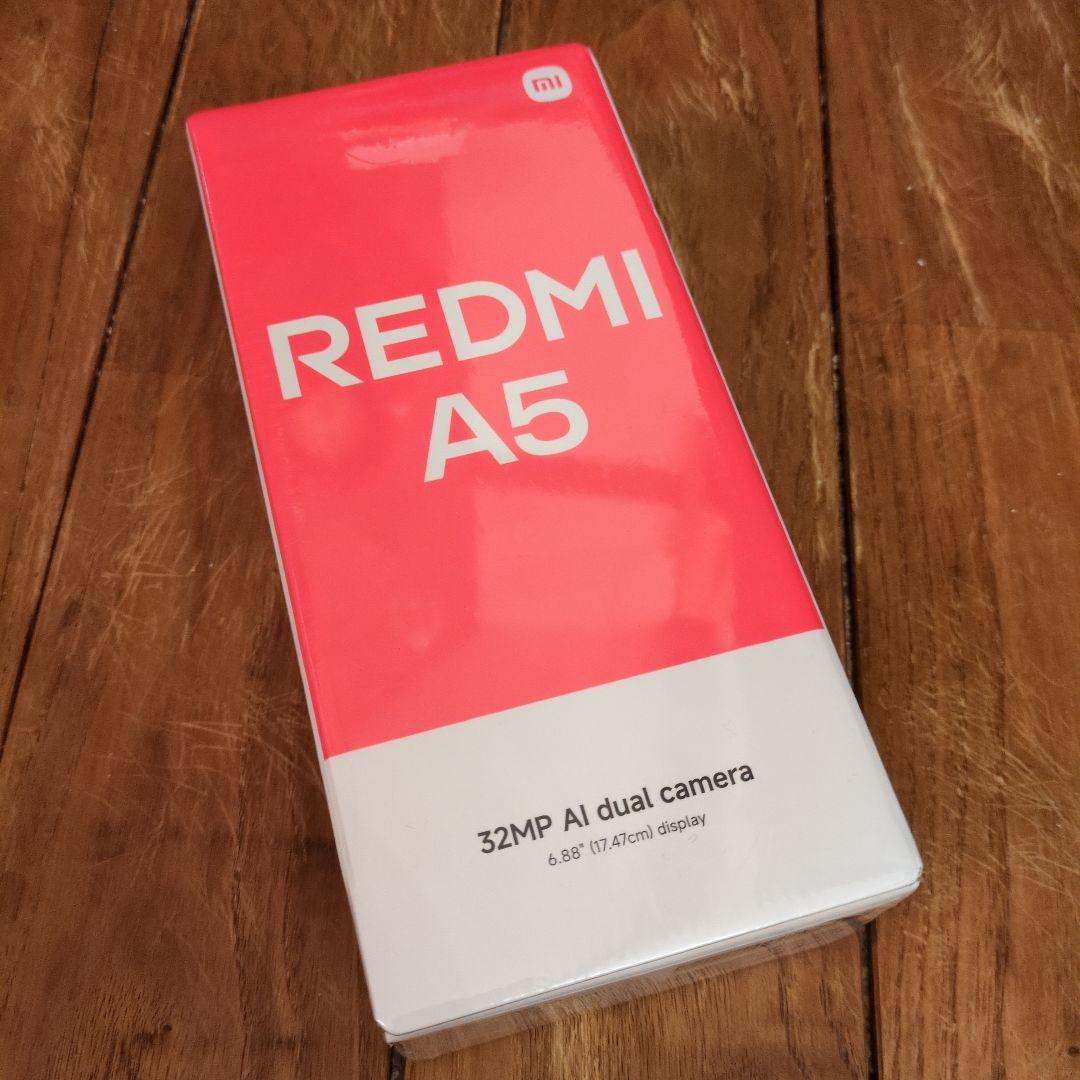 mi
REDMI
A5
32MP AI dual camera
6.88" (17.47cm) display